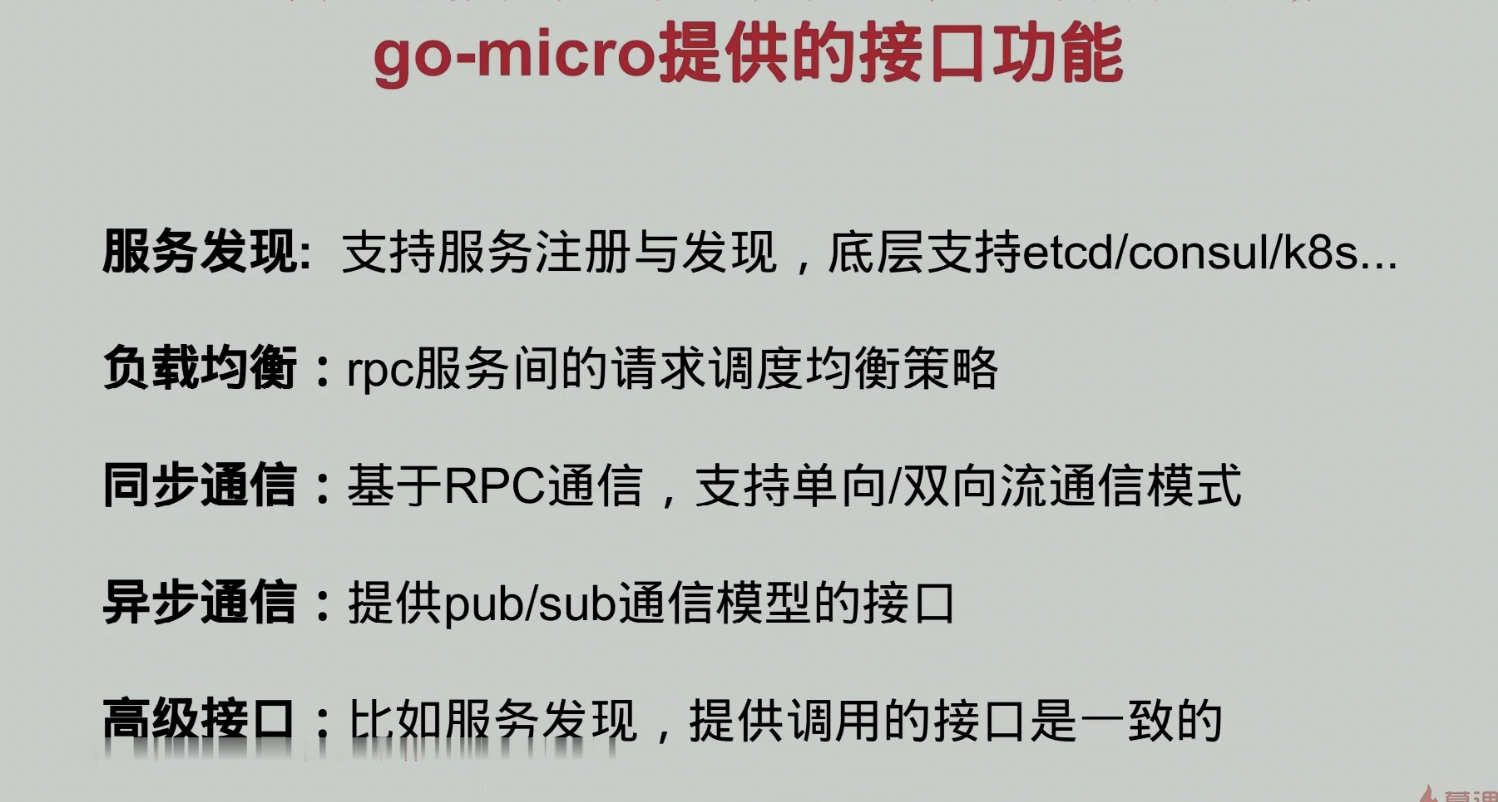 go-micro提供的接口功能
服务发现: 支持服务注册与发现，底层支持etcd/consul/k8s...
负载均衡：rpc服务间的请求调度均衡策略
同步通信：基于RPC通信，支持单向/双向流通信模式
异步通信：提供pub/sub通信模型的接口
高级接口：比如服务发现，提供调用的接口是一致的